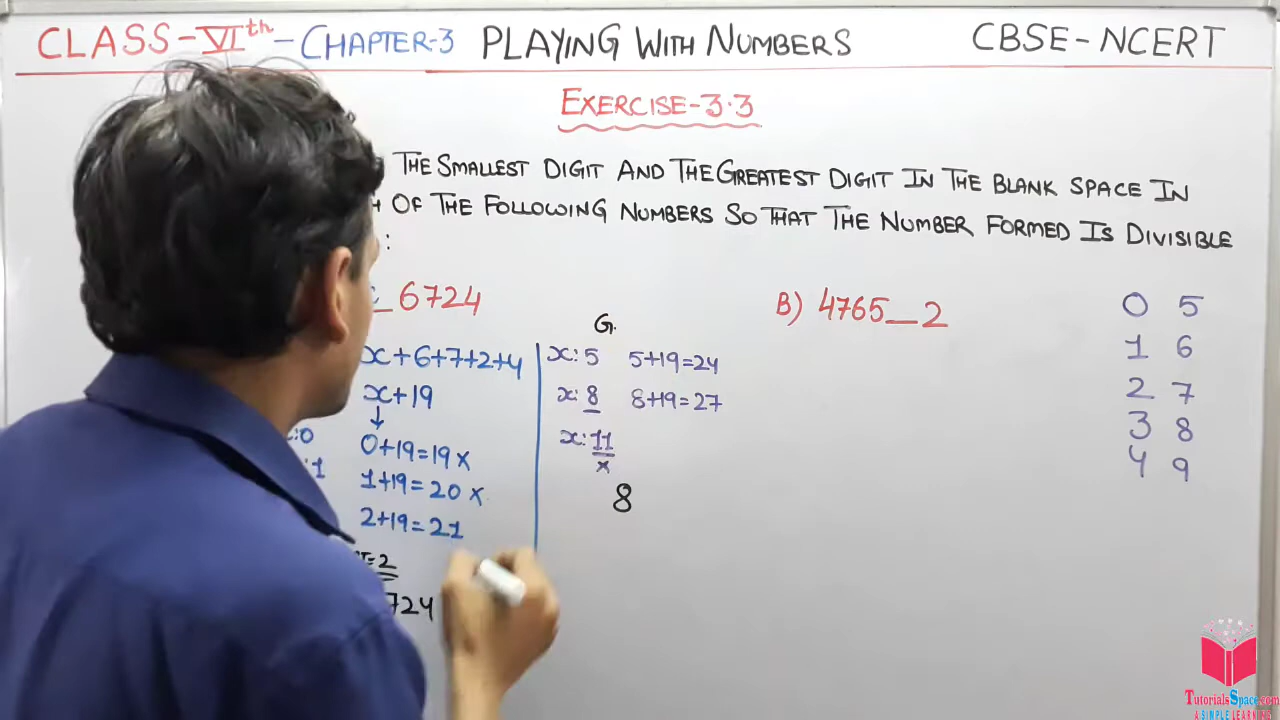 CLASS-VIth-CHAPTER-3 PLAYING WITH NUMBERS CBSE-NCERT
EXERCISE-3.3
THE SMALLEST DIGIT AND THE GREATEST DIGIT IN THE BLANK SPACE IN
OF THE FOLLOWING NUMBERS SO THAT THE NUMBER FORMED IS DIVISIBLE
:
_6724
x+6+7+2+4
x+19
↓
:0 0+19=19 x
:1 1+19=20 x
2+19=21
=2
724
G.
x:5 5+19=24
x:8 8+19=27
x:11
x
8
B) 4765_2
0 5
1 6
2 7
3 8
4 9
TutorialsSpace.com
A SIMPLE LEARNING